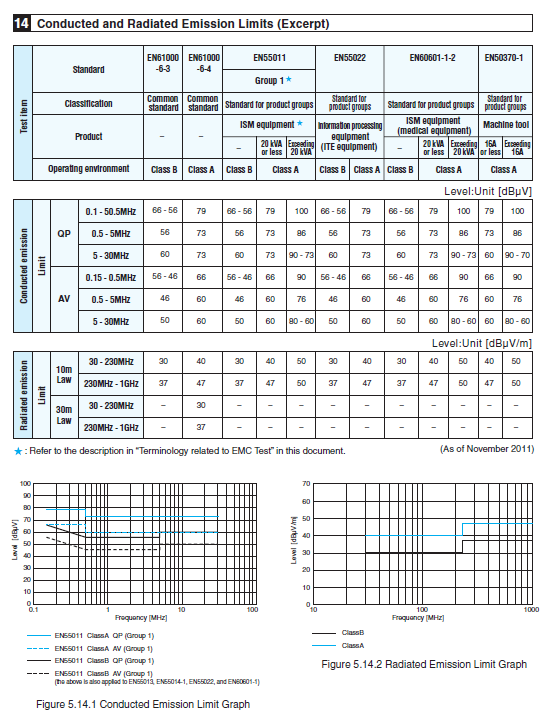 14 Conducted and Radiated Emission Limits (Excerpt)
Test item
Standard
EN61000 -6-3
EN61000 -6-4
EN55011
Group 1★
EN55022
EN60601-1-2
EN50370-1
Classification
Common standard
Common standard
Standard for product groups
Standard for product groups
Standard for product groups
Standard for product groups
Product
–
–
ISM equipment ★
–
20 kVA or less
Exceeding 20 kVA
Information processing equipment (ITE equipment)
ISM equipment (medical equipment)
–
20 kVA or less
Exceeding 20 kVA
Machine tool
16A or less
Exceeding 16A
Operating environment Class B Class A Class B Class A Class B Class A Class B Class A Class A
Level:Unit [dBµV]
Conducted emission
Limit
QP
0.1 - 50.5MHz 66 - 56 79 66 - 56 79 100 66 - 56 79 66 - 56 79 100 79 100
0.5 - 5MHz 56 73 56 73 86 56 73 56 73 86 73 86
5 - 30MHz 60 73 60 73 90 - 73 60 73 60 73 90 - 73 60 90 - 70
AV
0.15 - 0.5MHz 56 - 46 66 56 - 46 66 90 56 - 46 66 56 - 46 66 90 66 90
0.5 - 5MHz 46 60 46 60 76 46 60 46 60 76 60 76
5 - 30MHz 50 60 50 60 80 - 60 50 60 50 60 80 - 60 60 80 - 60
Level:Unit [dBµV/m]
Radiated emission
Limit
10m Law
30 - 230MHz 30 40 30 40 50 30 40 30 40 50 40 50
230MHz - 1GHz 37 47 37 47 50 37 47 37 47 50 47 50
30m Law
30 - 230MHz – 30 – – – – – – – – – –
230MHz - 1GHz – 37 – – – – – – – – – –
★ : Refer to the description in "Terminology related to EMC Test" in this document.
(As of November 2011)
Level [dBµV]
100
90
80
70
60
50
40
30
20
10
0
0.1 1 10 100
Frequency [MHz]
EN55011 ClassA QP (Group 1)
EN55011 ClassA AV (Group 1)
EN55011 ClassB QP (Group 1)
EN55011 ClassB AV (Group 1)
(the above is also applied to EN55013, EN55014-1, EN55022, and EN60601-1)
Figure 5.14.1 Conducted Emission Limit Graph
Level [dBµV/m]
70
60
50
40
30
20
10
0
10 100 1000
Frequency [MHz]
ClassB
ClassA
Figure 5.14.2 Radiated Emission Limit Graph